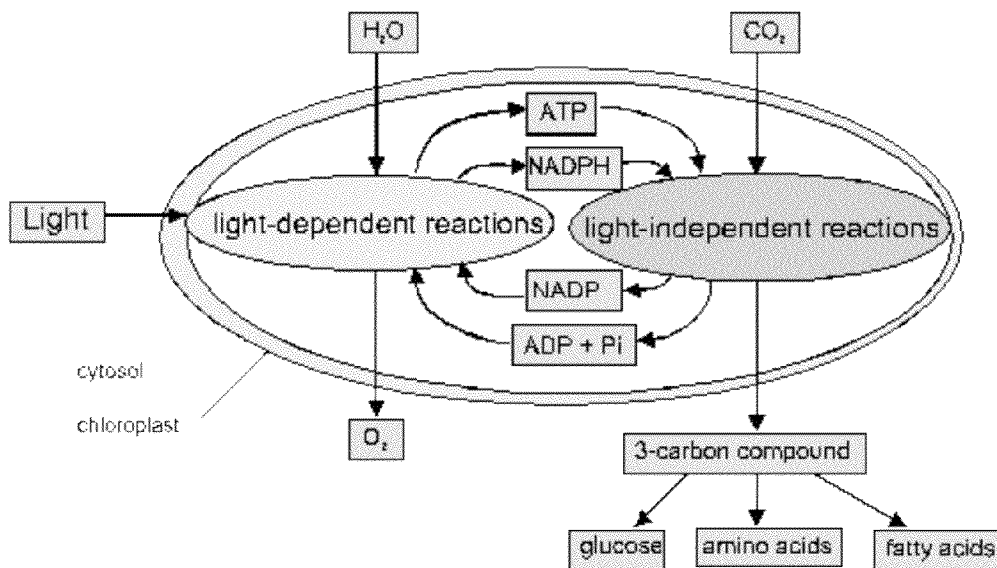 H₂O
CO₂
ATP
NADPH
Light
light-dependent reactions
light-independent reactions
NADP
ADP + Pi
cytosol
chloroplast
O₂
3-carbon compound
glucose
amino acids
fatty acids